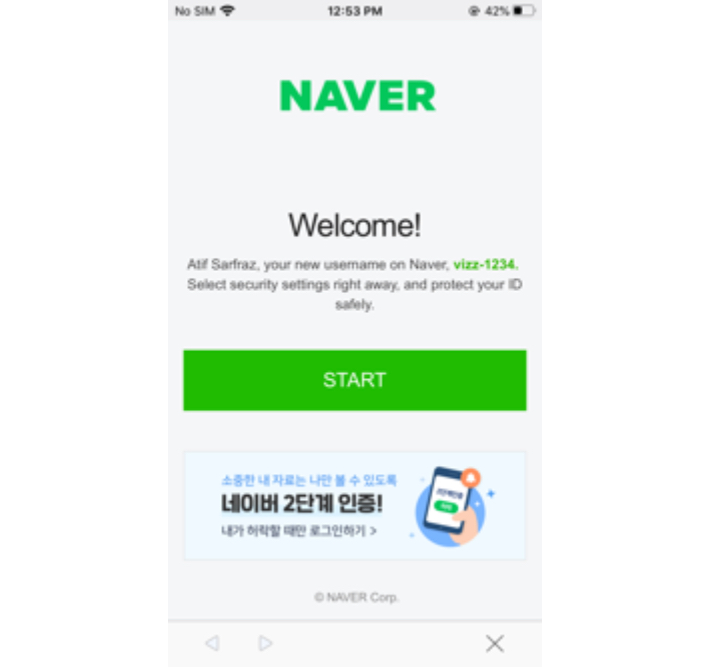 No SIM 12:53 PM 42%
NAVER
Welcome!
Atif Sarfraz, your new username on Naver, vizz-1234.
Select security settings right away, and protect your ID
safely.
START
소중한 내 자료는 나만 볼 수 있도록
네이버 2단계 인증!
내가 허락할 때만 로그인하기 >
© NAVER Corp.